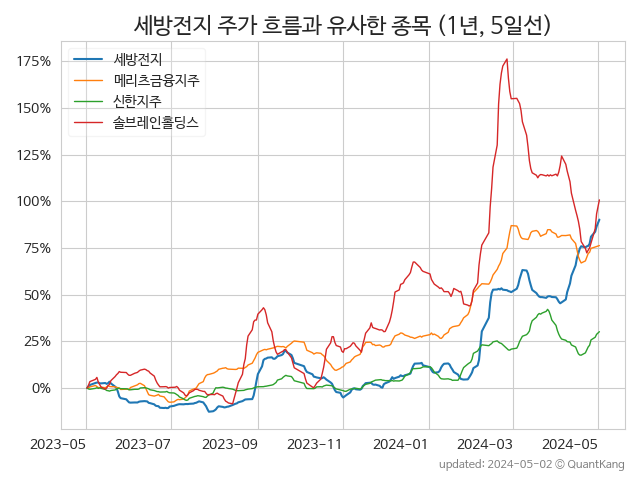 세방전지 주가 흐름과 유사한 종목 (1년, 5일선)
세방전지
메리츠금융지주
신한지주
솔브레인홀딩스
175%
150%
125%
100%
75%
50%
25%
0%
2023-05 2023-07 2023-09 2023-11 2024-01 2024-03 2024-05
updated: 2024-05-02 © QuantKang